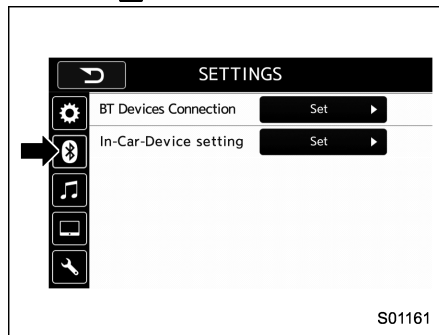 SETTINGS
BT Devices Connection Set
In-Car-Device setting Set
S01161